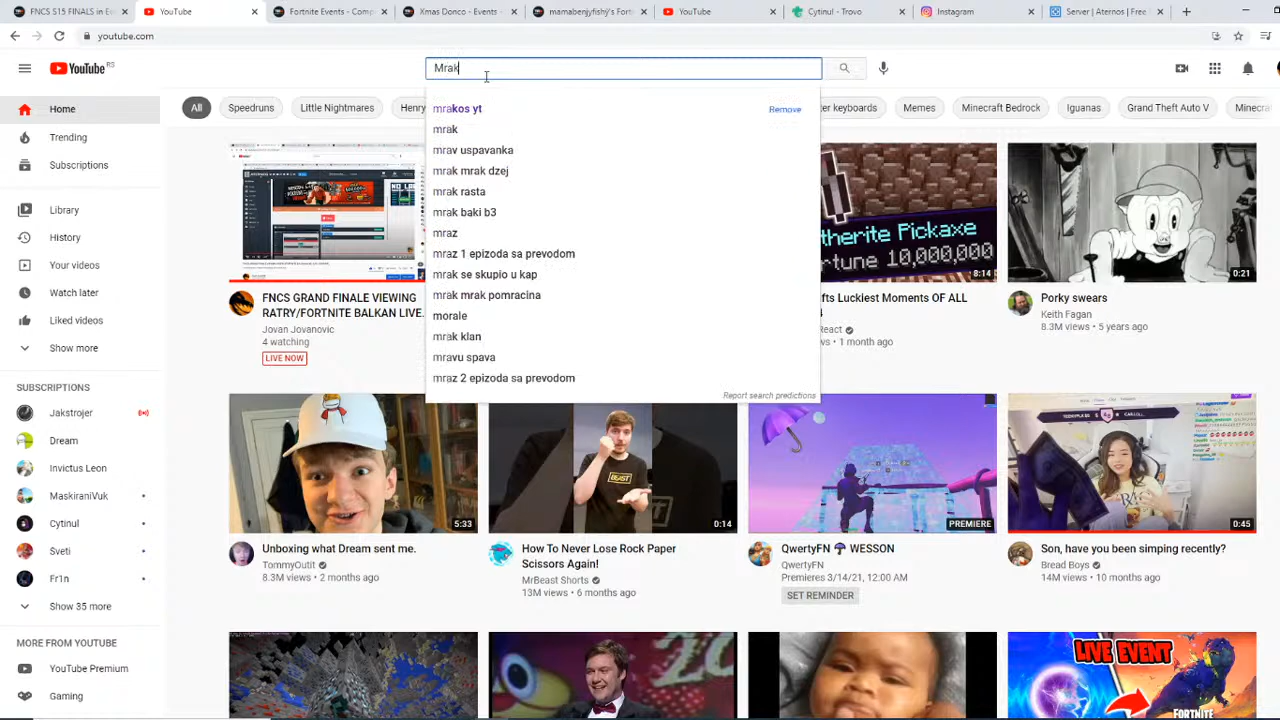 FNCS S15 FINALS in E
YouTube
Fortnite Events - Comp
Xmas Dorco - Events
mamabennyfishy's Fort
YouTube
Cytinul - novo
Instagram
Server | Aternos | Free
youtube.com
YouTube RS
Mrak
Home
Trending
Subscriptions
Library
History
Your videos
Watch later
Liked videos
Show more
SUBSCRIPTIONS
Jakstrojer
Dream
Invictus Leon
MaskiraniVuk
Cytinul
Sveti
Fr1n
Show 35 more
MORE FROM YOUTUBE
YouTube Premium
Gaming
All
Speedruns
Little Nightmares
Henry
ter keyboards
Memes
Minecraft Bedrock
Iguanas
Grand Theft Auto V
Minecra
mrakos yt
Remove
mrak
mrav uspavanka
mrak mrak dzej
mrak rasta
mrak baki b3
mraz
mraz 1 epizoda sa prevodom
mrak se skupio u kap
mrak mrak pomracina
morale
mrak klan
mravu spava
mraz 2 epizoda sa prevodom
Report search predictions
FNCS GRAND FINALE VIEWING
RATRY/FORTNITE BALKAN LIVE.
Jovan Jovanovic
4 watching
LIVE NOW
Favorite Pickaxe
10,000,000
8:14
fts Luckiest Moments OF ALL
React
ws • 1 month ago
0:21
Porky swears
Keith Fagan
8.3M views • 5 years ago
5:33
Unboxing what Dream sent me.
TommyOutit
8.3M views • 2 months ago
BEAST
0:14
How To Never Lose Rock Paper
Scissors Again!
MrBeast Shorts
13M views • 6 months ago
PREMIERE
QwertyFN ☔ WESSON
QwertyFN
Premieres 3/14/21, 12:00 AM
SET REMINDER
0:45
Son, have you been simping recently?
Bread Boys
14M views • 10 months ago
LIVE EVENT
FORTNITE